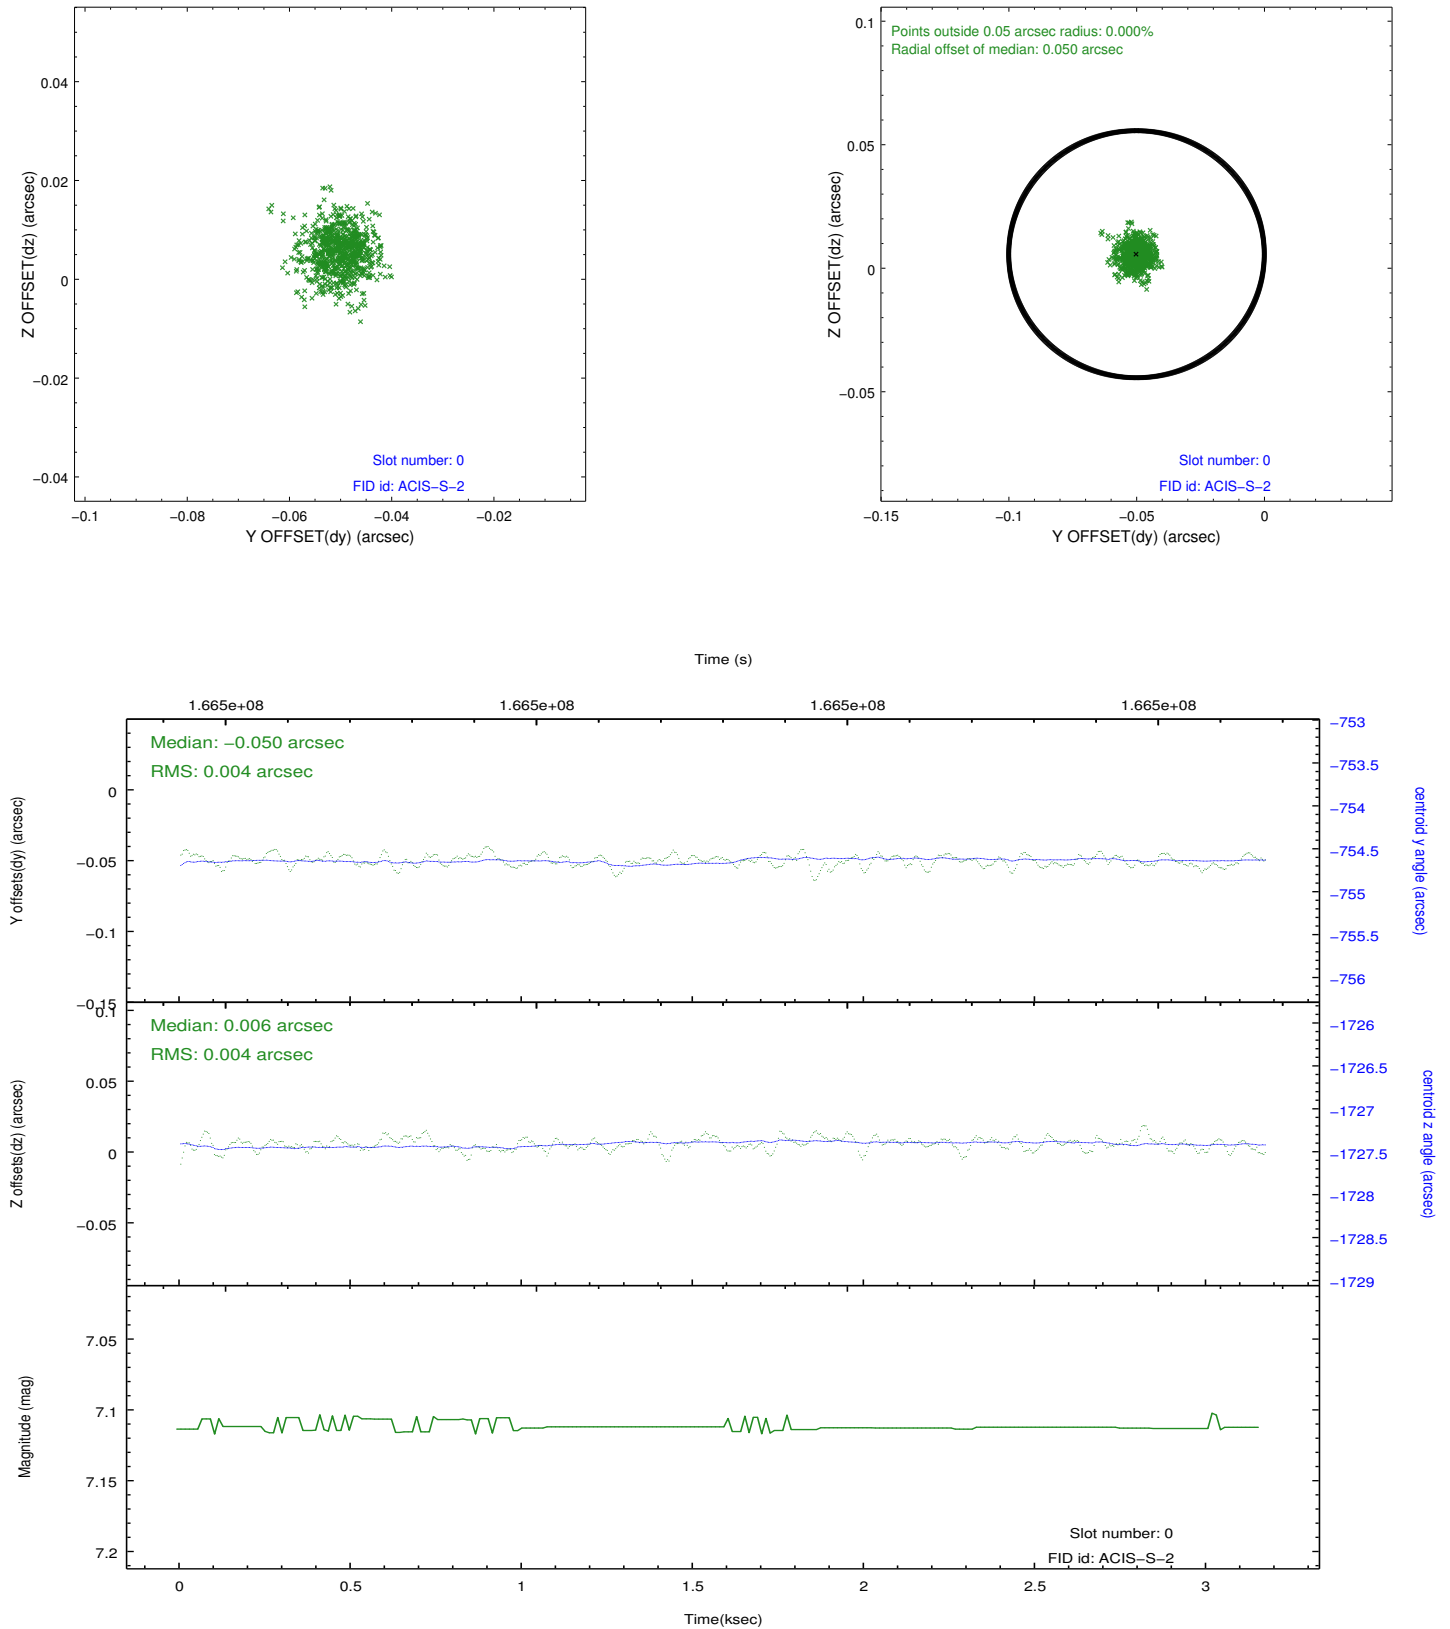 Z OFFSET(dz) (arcsec)
0.04
0.02
0
−0.02
−0.04
Slot number: 0
FID id: ACIS−S−2
−0.1 −0.08 −0.06 −0.04 −0.02
Y OFFSET(dy) (arcsec)
Points outside 0.05 arcsec radius: 0.000%
Radial offset of median: 0.050 arcsec
Z OFFSET(dz) (arcsec)
0.1
0.05
0
−0.05
Slot number: 0
FID id: ACIS−S−2
−0.15 −0.1 −0.05 0
Y OFFSET(dy) (arcsec)
Time (s)
1.665e+08 1.665e+08 1.665e+08 1.665e+08
Median: −0.050 arcsec
RMS: 0.004 arcsec
Y offsets(dy) (arcsec)
0
−0.05
−0.1
−0.15
−753
−753.5
−754
−754.5
−755
−755.5
−756
centroid y angle (arcsec)
Median: 0.006 arcsec
RMS: 0.004 arcsec
Z offsets(dz) (arcsec)
0.1
0.05
0
−0.05
−1726
−1726.5
−1727
−1727.5
−1728
−1728.5
−1729
centroid z angle (arcsec)
Magnitude (mag)
7.05
7.1
7.15
7.2
Slot number: 0
FID id: ACIS−S−2
0 0.5 1 1.5 2 2.5 3
Time(ksec)